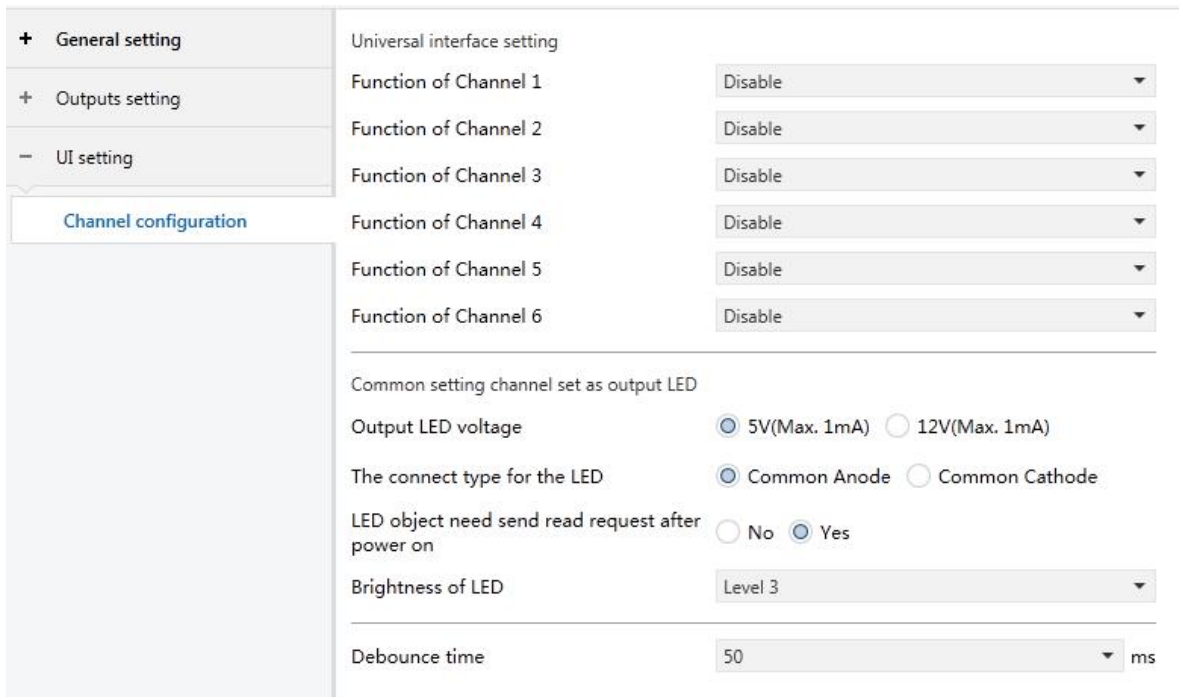 + General setting
+ Outputs setting
− UI setting
Channel configuration
Universal interface setting
Function of Channel 1 Disable
Function of Channel 2 Disable
Function of Channel 3 Disable
Function of Channel 4 Disable
Function of Channel 5 Disable
Function of Channel 6 Disable
Common setting channel set as output LED
Output LED voltage 5V(Max. 1mA) 12V(Max. 1mA)
The connect type for the LED Common Anode Common Cathode
LED object need send read request after
power on No Yes
Brightness of LED Level 3
Debounce time 50 ms